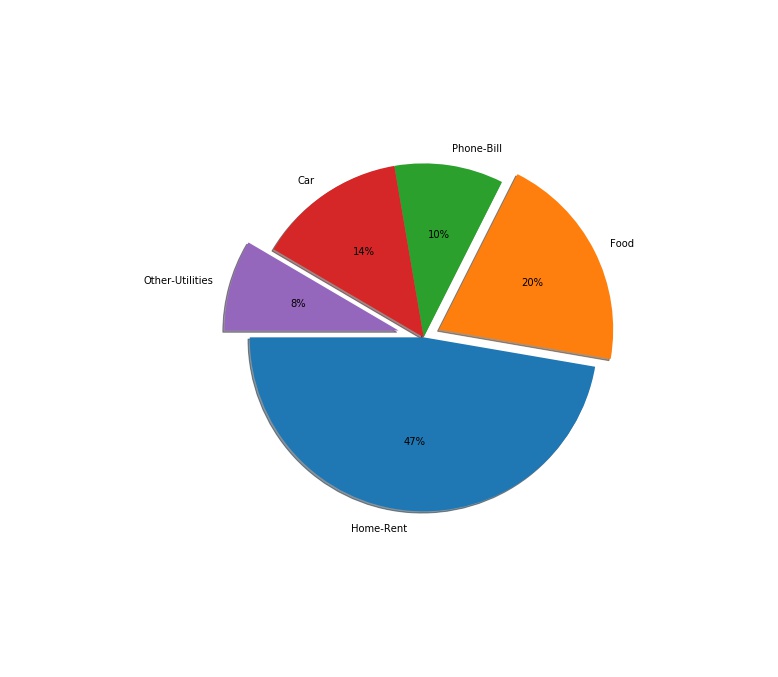 Phone-Bill
Car
10%
Food
14%
20%
Other-Utilities
8%
47%
Home-Rent